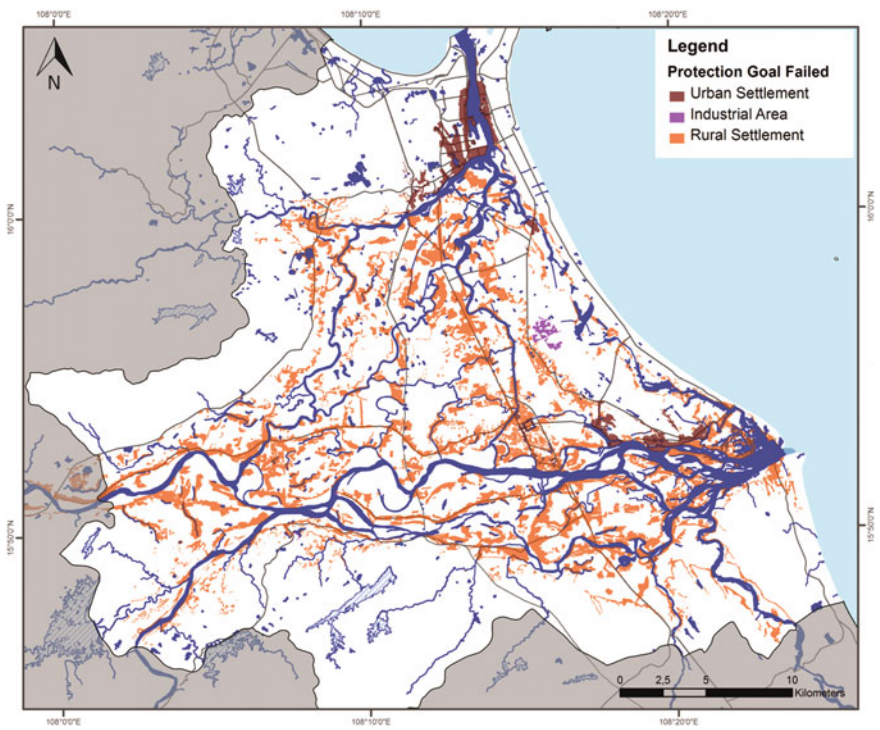 108°0'0"E 108°10'0"E 108°20'0"E
N
Legend
Protection Goal Failed
Urban Settlement
Industrial Area
Rural Settlement
16°0'0"N 16°0'0"N
15°50'0"N 15°50'0"N
0 2,5 5 10
Kilometers
108°0'0"E 108°10'0"E 108°20'0"E